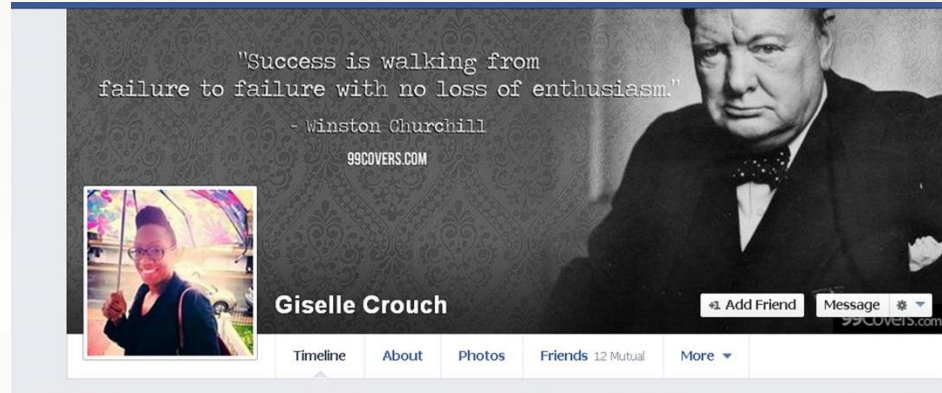 "Success is walking from
failure to failure with no loss of enthusiasm."
- Winston Churchill
99COVERS.COM
Giselle Crouch
+1 Add Friend
Message
99Covers.com
Timeline
About
Photos
Friends 12 Mutual
More